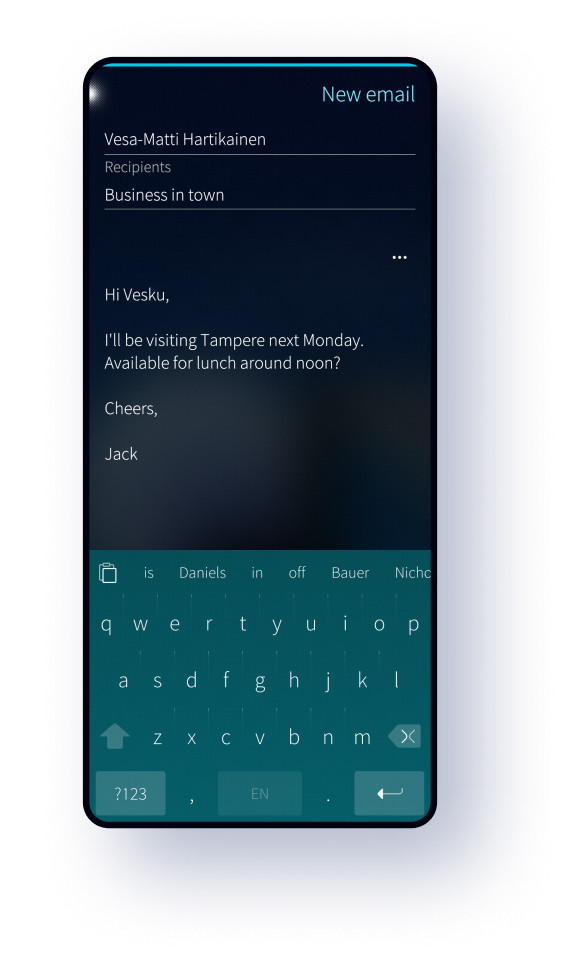 New email
Vesa-Matti Hartikainen
Recipients
Business in town
...
Hi Vesku,
I'll be visiting Tampere next Monday.
Available for lunch around noon?
Cheers,
Jack
is Daniels in off Bauer Nicho
q w e r t y u i o p
a s d f g h j k l
z x c v b n m
?123 , EN .